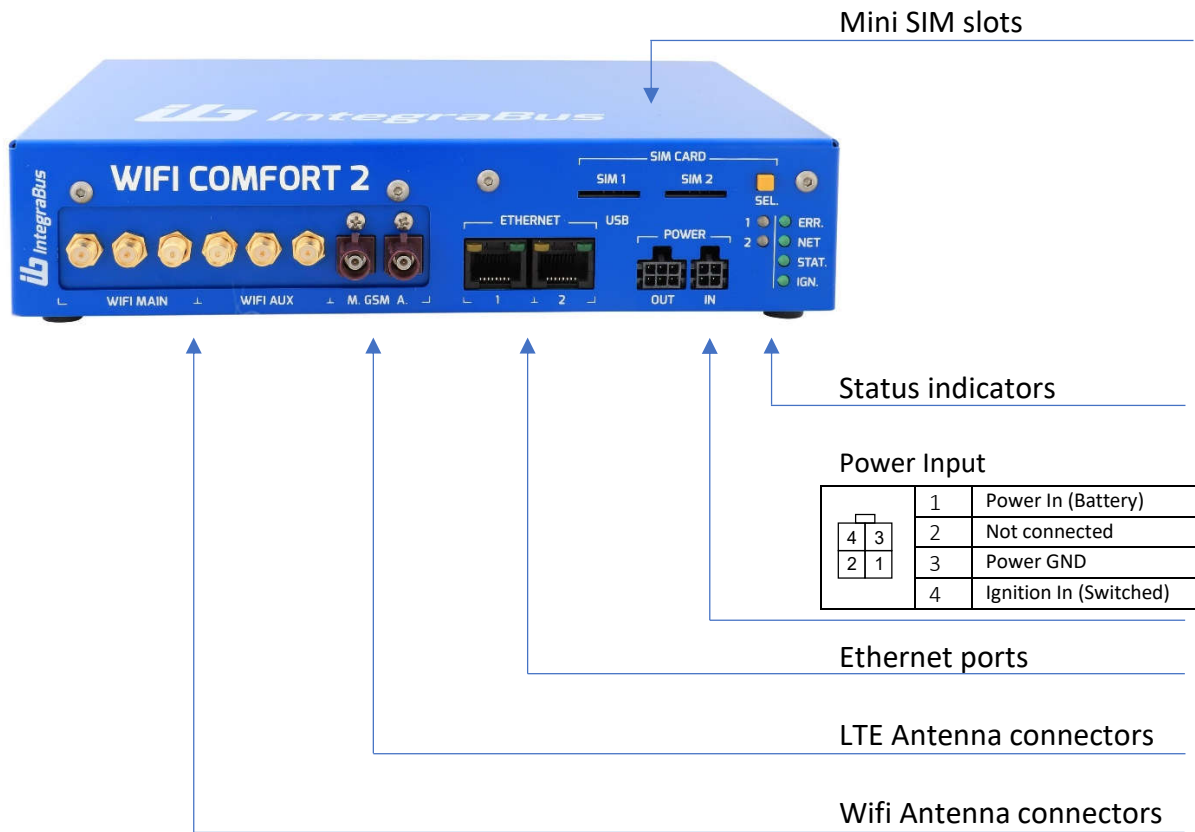 Mini SIM slots
ib IntegraBus
ib IntegraBus
WIFI COMFORT 2
SIM CARD
SIM 1
SIM 2
SEL.
1
2
ERR.
NET
STAT.
IGN.
ETHERNET
USB
POWER
WIFI MAIN
WIFI AUX
M. GSM A.
1
2
OUT
IN
Status indicators
Power Input
4 3
2 1
1 Power In (Battery)
2 Not connected
3 Power GND
4 Ignition In (Switched)
Ethernet ports
LTE Antenna connectors
Wifi Antenna connectors